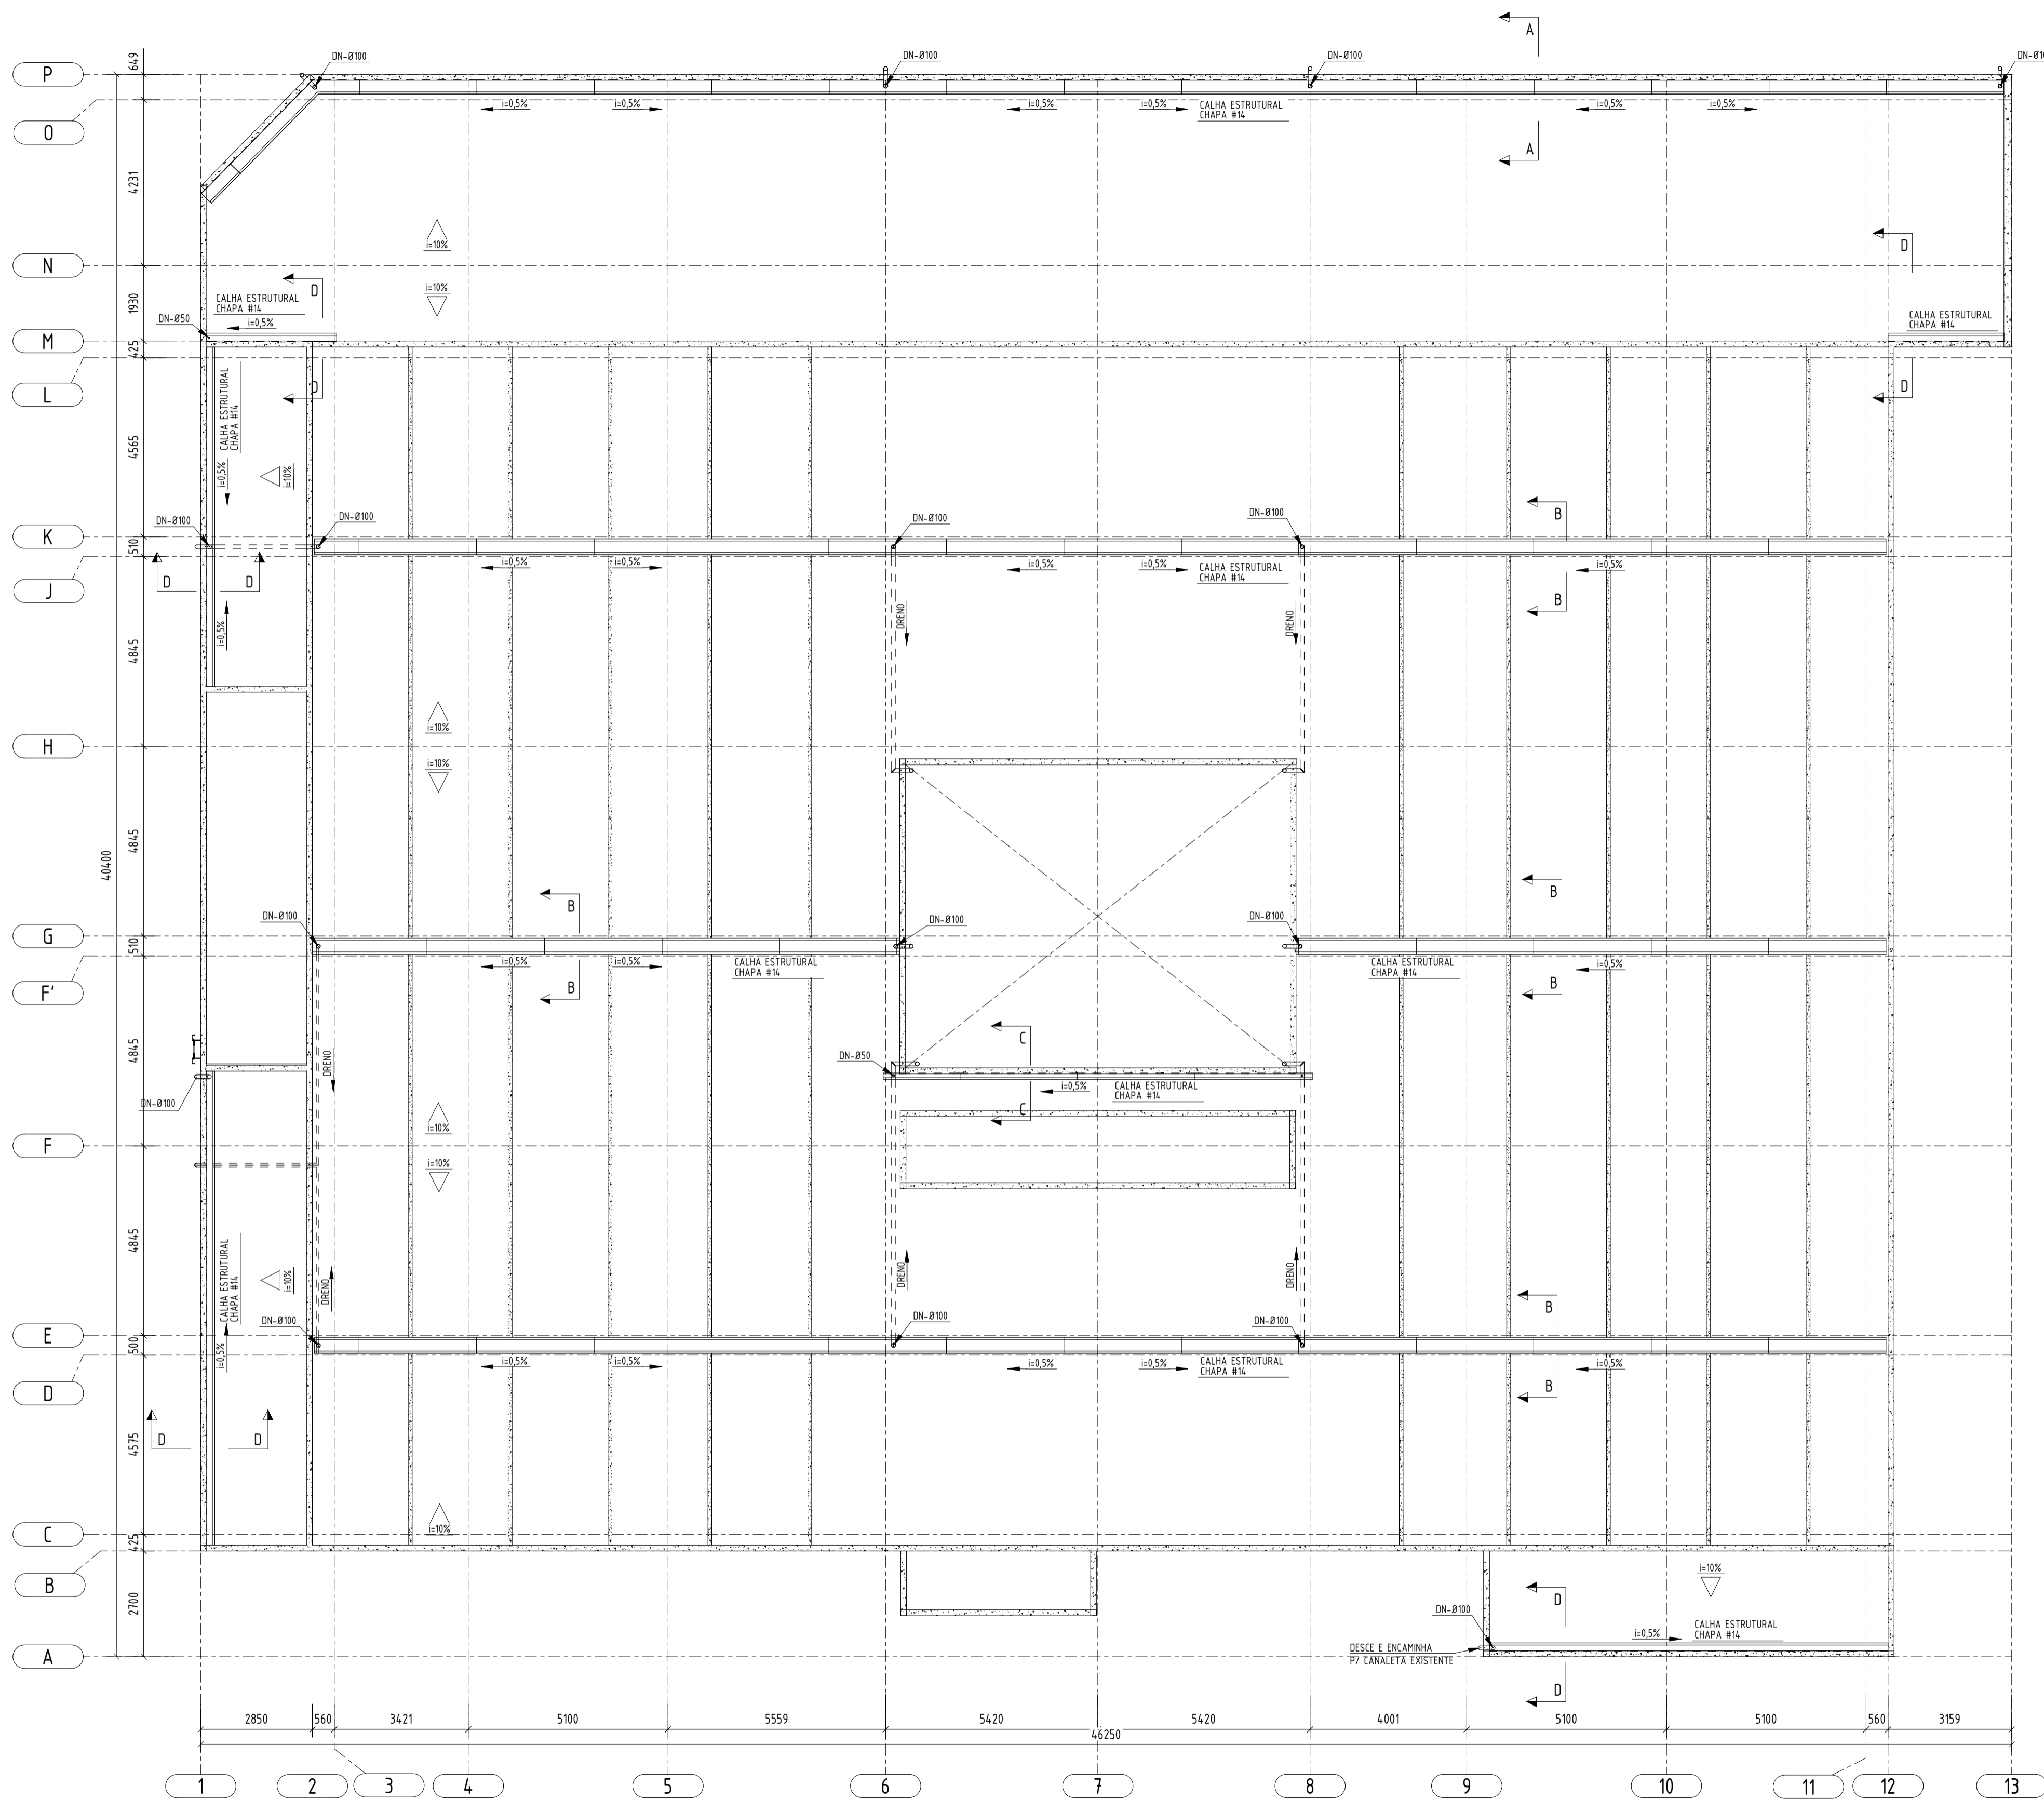 A
DN-Ø100
DN-Ø100
DN-Ø100
DN-Ø10
P
649
i=0,5%
i=0,5%
i=0,5%
i=0,5%
CALHA ESTRUTURAL
CHAPA #14
i=0,5%
i=0,5%
O
A
4231
i=10%
D
N
i=10%
D
1930
CALHA ESTRUTURAL
CHAPA #14
i=0,5%
DN-Ø50
CALHA ESTRUTURAL
CHAPA #14
M
425
L
D
D
CALHA ESTRUTURAL
CHAPA #14
4565
i=0,5%
i=10%
DN-Ø100
DN-Ø100
DN-Ø100
DN-Ø100
B
K
510
i=0,5%
i=0,5%
i=0,5%
i=0,5%
CALHA ESTRUTURAL
CHAPA #14
i=0,5%
D
D
J
B
DRENO
DRENO
i=0,5%
4845
i=10%
H
i=10%
4845
40400
B
B
DN-Ø100
DN-Ø100
DN-Ø100
G
510
i=0,5%
i=0,5%
CALHA ESTRUTURAL
CHAPA #14
CALHA ESTRUTURAL
CHAPA #14
i=0,5%
F'
B
B
C
4845
DRENO
DN-Ø50
i=0,5%
CALHA ESTRUTURAL
CHAPA #14
DN-Ø100
C
i=10%
F
i=10%
4845
CALHA ESTRUTURAL
CHAPA #14
i=10%
DRENO
DRENO
DRENO
B
DN-Ø100
DN-Ø100
DN-Ø100
E
500
i=0,5%
i=0,5%
i=0,5%
i=0,5%
i=0,5%
CALHA ESTRUTURAL
CHAPA #14
i=0,5%
D
B
4575
D
D
C
i=10%
425
B
i=10%
2700
D
DN-Ø100
i=0,5%
CALHA ESTRUTURAL
CHAPA #14
DESCE E ENCAMINHA
P/ CANALETA EXISTENTE
A
D
2850
560
3421
5100
5559
5420
5420
4001
5100
5100
560
3159
46250
1
2
3
4
5
6
7
8
9
10
11
12
13